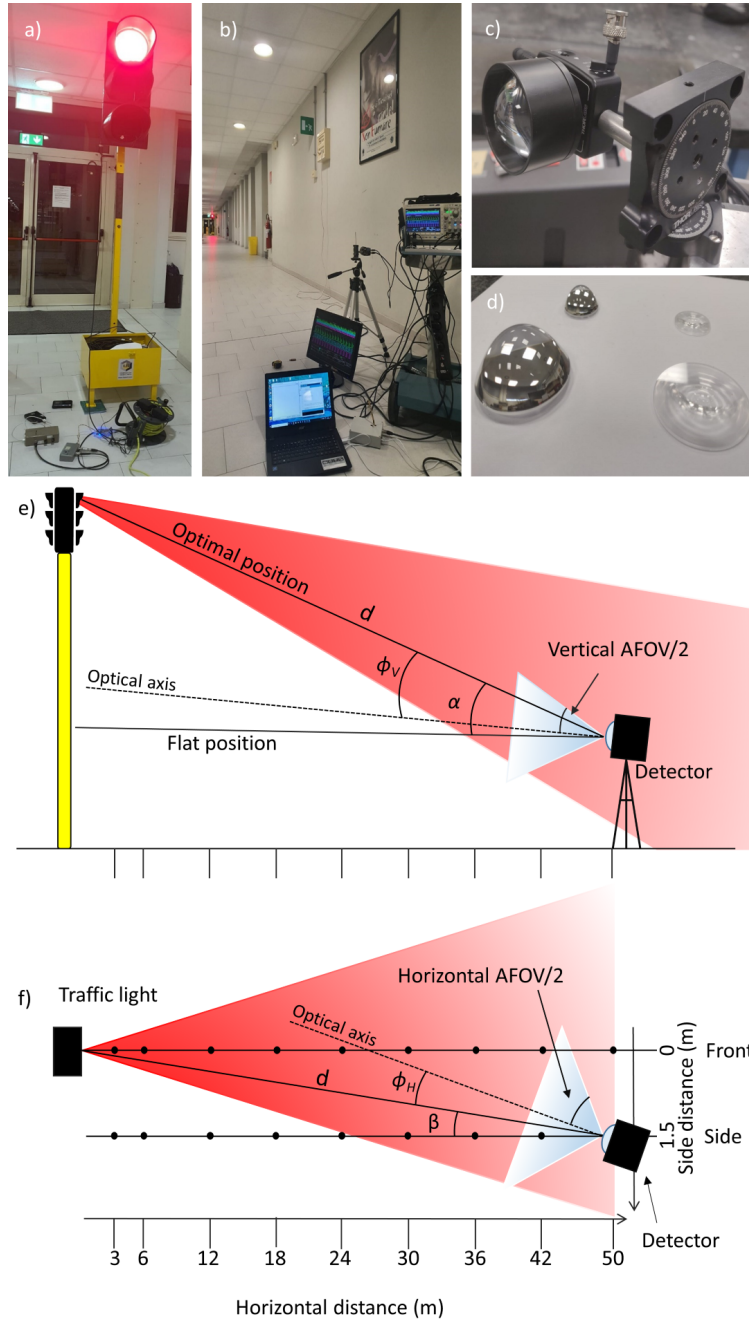 a)
b)
c)
d)
e)
Optimal position
d
ϕV
α
Vertical AFOV/2
Optical axis
Flat position
Detector
f)
Traffic light
Horizontal AFOV/2
Optical axis
d
ϕH
β
0
Front
1.5
Side
Side distance (m)
Detector
3 6 12 18 24 30 36 42 50
Horizontal distance (m)